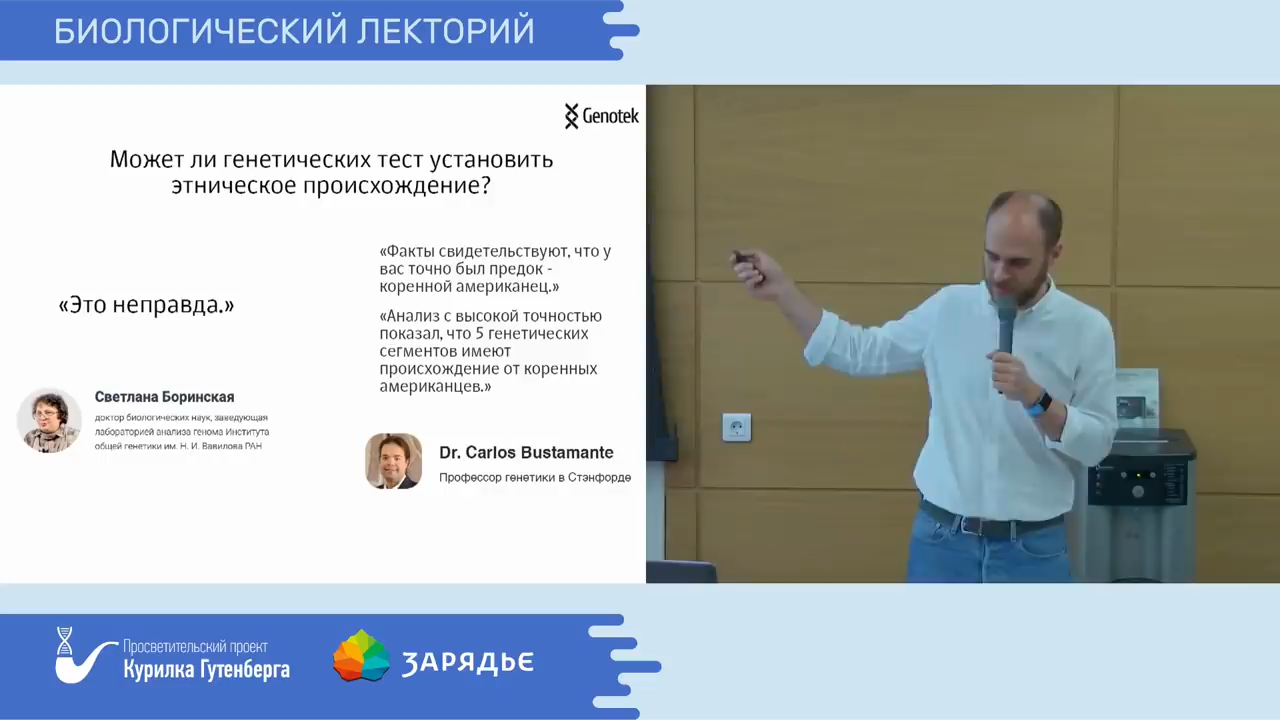 БИОЛОГИЧЕСКИЙ ЛЕКТОРИЙ
Genotek
Может ли генетических тест установить
этническое происхождение?
«Это неправда.»
Светлана Боринская
доктор биологических наук, заведующая
лабораторией анализа генома Института
общей генетики им. Н. И. Вавилова РАН
«Факты свидетельствуют, что у
вас точно был предок -
коренной американец.»
«Анализ с высокой точностью
показал, что 5 генетических
сегментов имеют
происхождение от коренных
американцев.»
Dr. Carlos Bustamante
Профессор генетики в Стэнфорде
Просветительский проект
Курилка Гутенберга
ЗАРЯДЬЕ